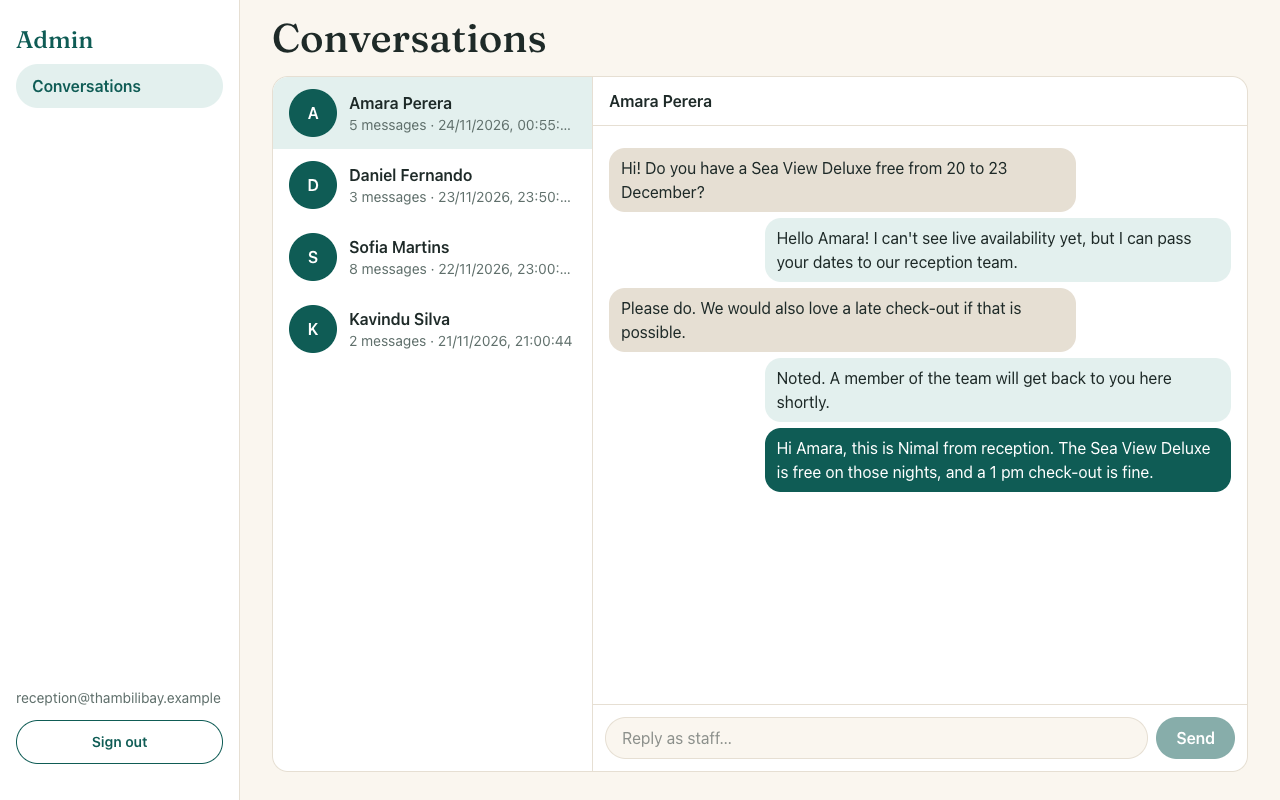 Admin
Conversations
reception@thambilibay.example
Sign out
Conversations
A
Amara Perera
5 messages · 24/11/2026, 00:55:...
D
Daniel Fernando
3 messages · 23/11/2026, 23:50:...
S
Sofia Martins
8 messages · 22/11/2026, 23:00:...
K
Kavindu Silva
2 messages · 21/11/2026, 21:00:44
Amara Perera
Hi! Do you have a Sea View Deluxe free from 20 to 23
December?
Hello Amara! I can't see live availability yet, but I can pass
your dates to our reception team.
Please do. We would also love a late check-out if that is
possible.
Noted. A member of the team will get back to you here
shortly.
Hi Amara, this is Nimal from reception. The Sea View Deluxe
is free on those nights, and a 1 pm check-out is fine.
Reply as staff...
Send